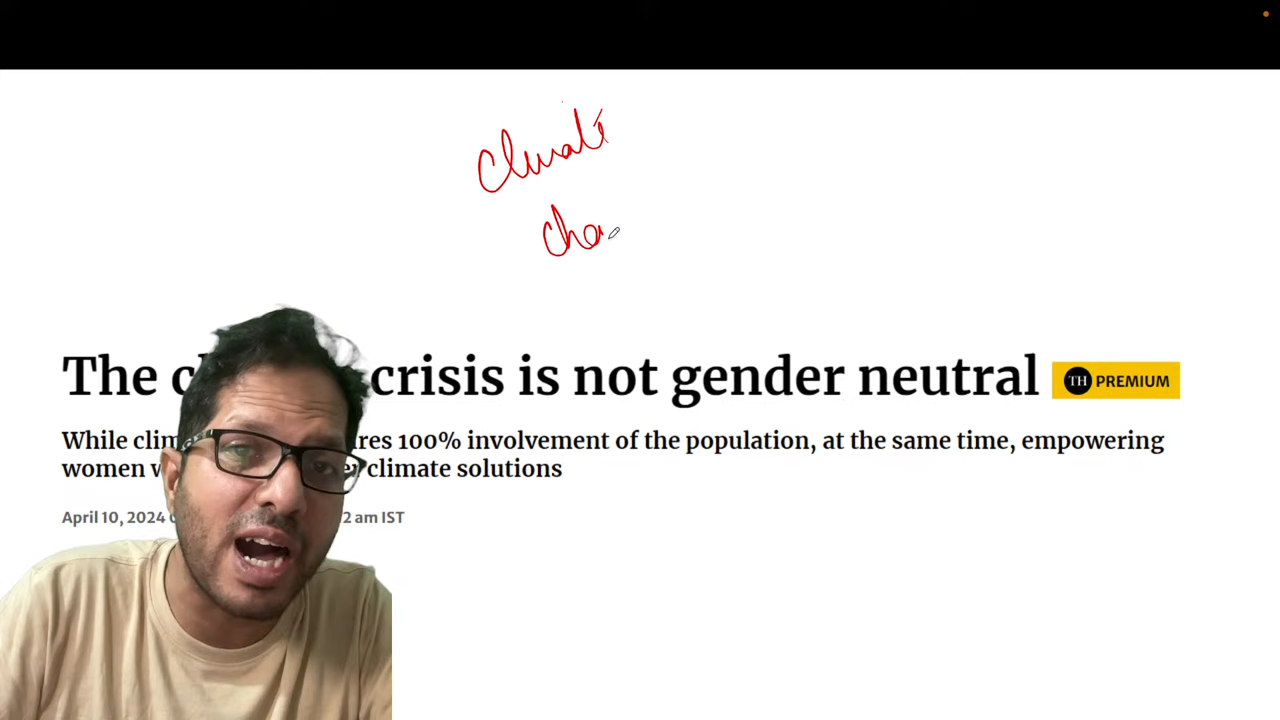 Climate
cha
The c crisis is not gender neutral TH PREMIUM
While clim res 100% involvement of the population, at the same time, empowering
women w climate solutions
April 10, 2024 2 am IST